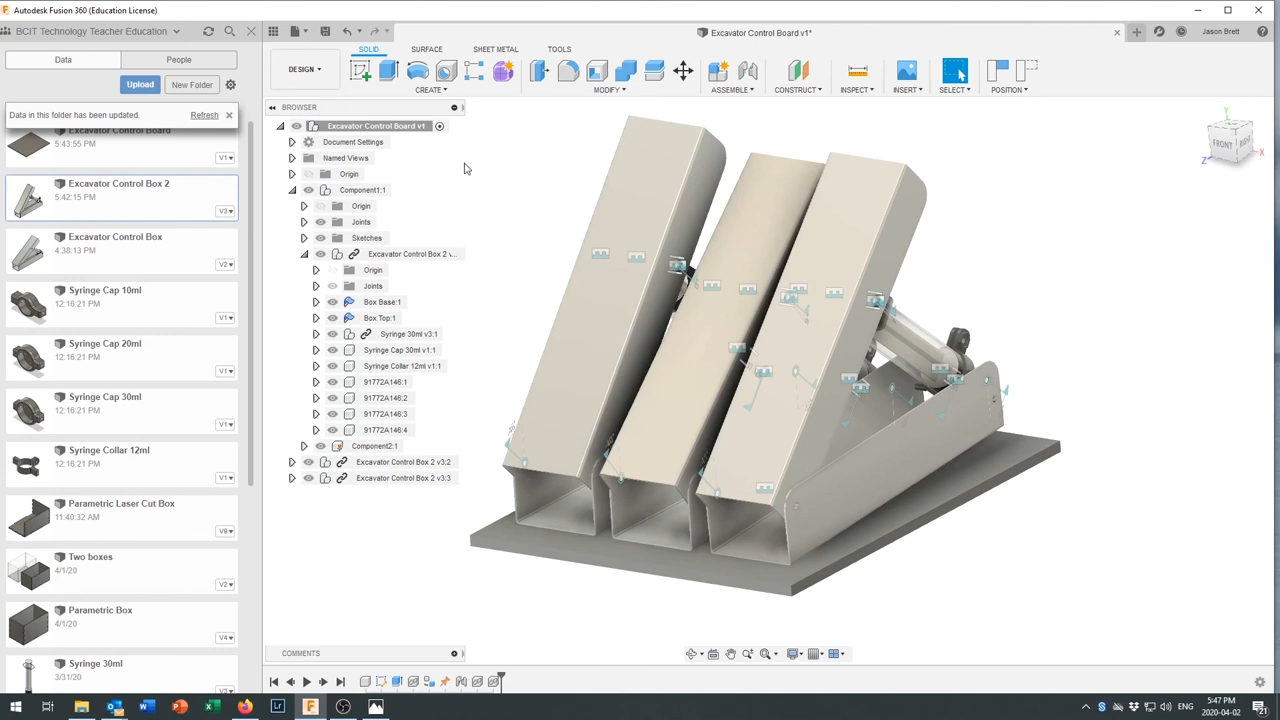 Autodesk Fusion 360 (Education License)
BCIT Technology Teacher Education
Excavator Control Board v1*
Jason Brett
Data
People
Upload
New Folder
Data in this folder has been updated.
Refresh
Excavator Control Board
5:43:55 PM
V1
Excavator Control Box 2
5:42:15 PM
V3
Excavator Control Box
4:38:13 PM
V2
Syringe Cap 10ml
12:16:21 PM
V1
Syringe Cap 20ml
12:16:21 PM
V1
Syringe Cap 30ml
12:16:21 PM
V1
Syringe Collar 12ml
12:16:21 PM
V1
Parametric Laser Cut Box
11:40:32 AM
V9
Two boxes
4/1/20
V2
Parametric Box
4/1/20
V4
Syringe 30ml
3/31/20
DESIGN
SOLID
SURFACE
SHEET METAL
TOOLS
CREATE
MODIFY
ASSEMBLE
CONSTRUCT
INSPECT
INSERT
SELECT
POSITION
BROWSER
Excavator Control Board v1
Document Settings
Named Views
Origin
Component1:1
Origin
Joints
Sketches
Excavator Control Box 2 v...
Origin
Joints
Box Base:1
Box Top:1
Syringe 30ml v3:1
Syringe Cap 30ml v1:1
Syringe Collar 12ml v1:1
91772A146:1
91772A146:2
91772A146:3
91772A146:4
Component2:1
Excavator Control Box 2 v3:2
Excavator Control Box 2 v3:3
Y
FRONT
RIGHT
X
Z
COMMENTS
ENG
5:47 PM
2020-04-02